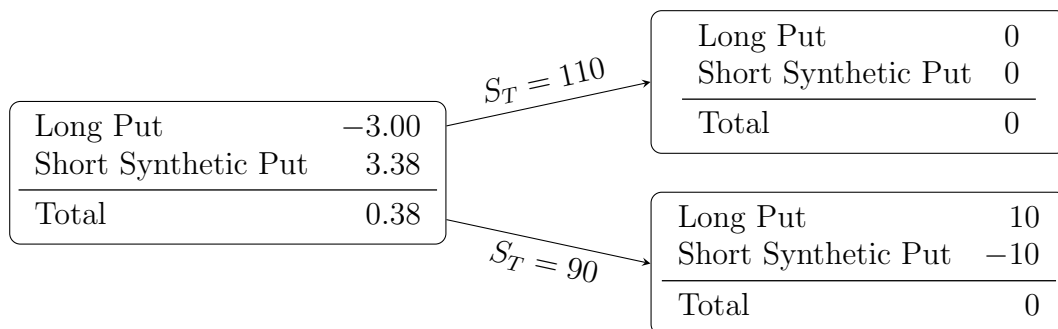 Long Put −3.00
Short Synthetic Put 3.38
Total 0.38
S_T = 110
Long Put 0
Short Synthetic Put 0
Total 0
S_T = 90
Long Put 10
Short Synthetic Put −10
Total 0